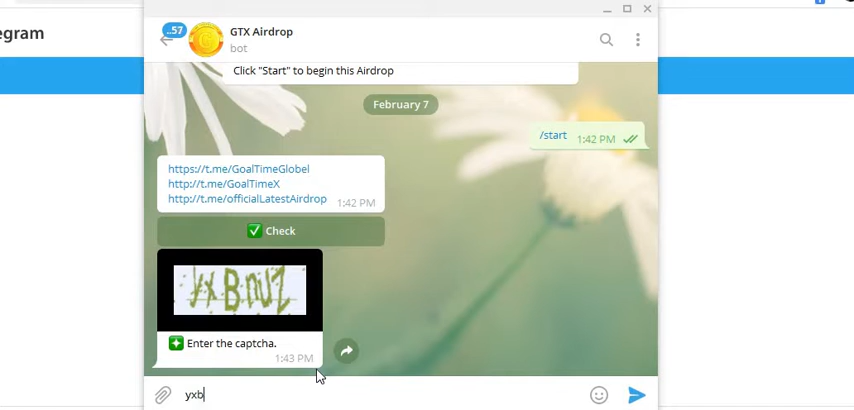 egram
..57
GTX Airdrop
bot
Click "Start" to begin this Airdrop
February 7
/start 1:42 PM
https://t.me/GoalTimeGlobel
http://t.me/GoalTimeX
http://t.me/officialLatestAirdrop 1:42 PM
Check
Enter the captcha.
1:43 PM
yxb